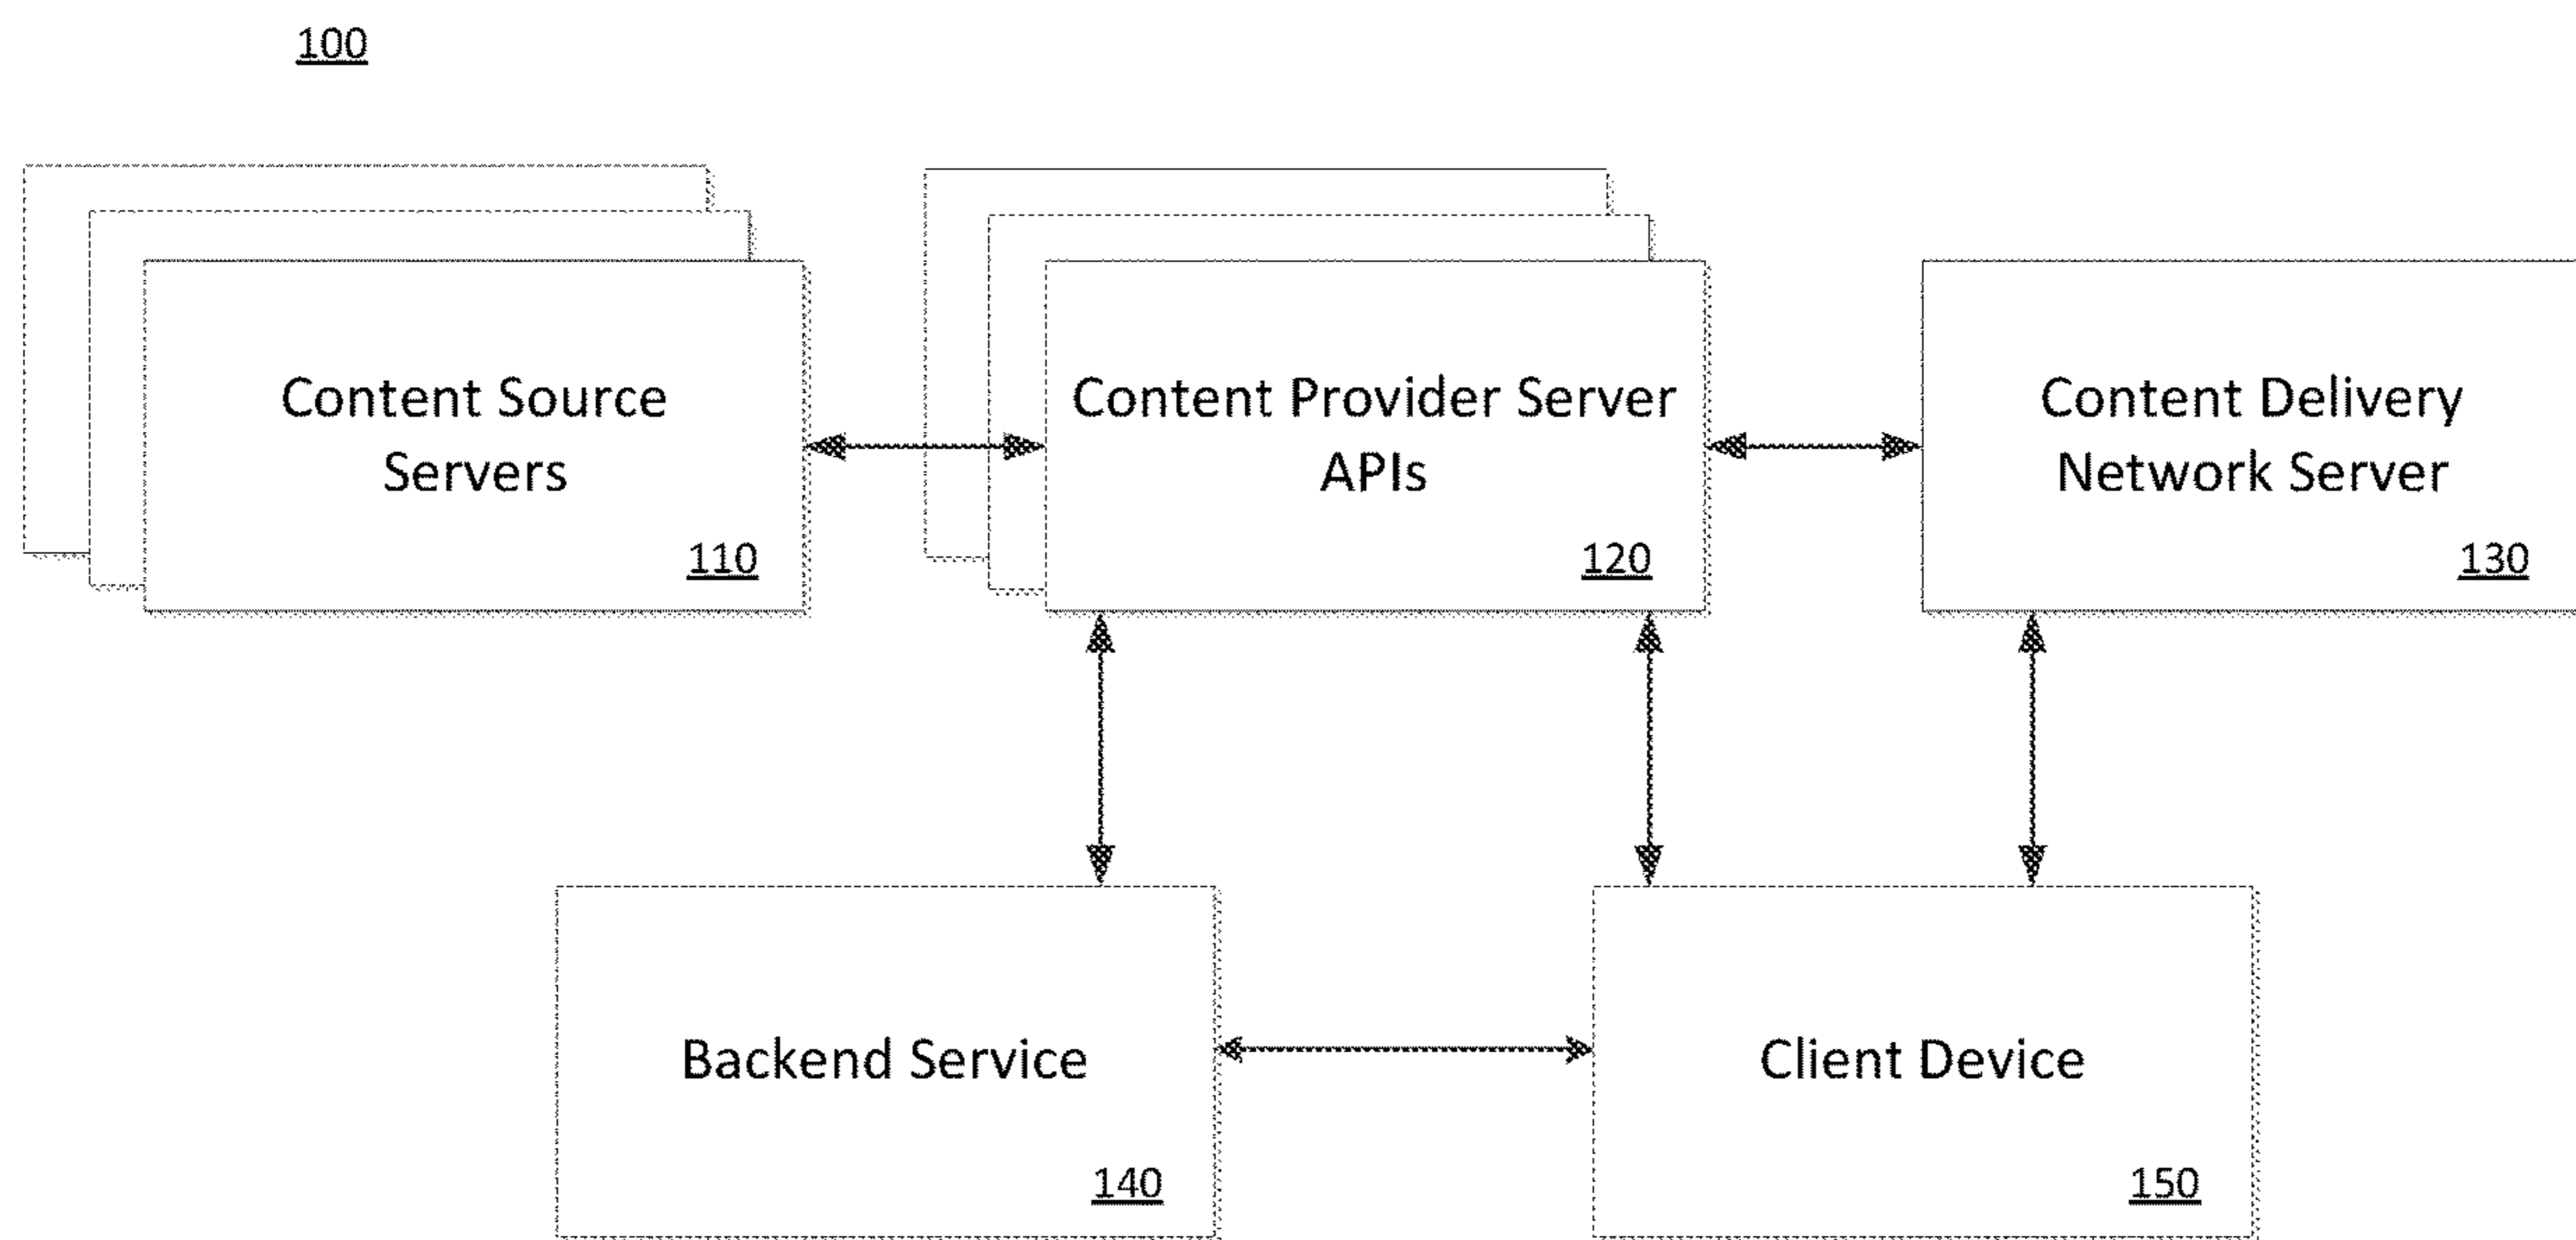 100
Content Source
Servers
110
Content Provider Server
APIs
120
Content Delivery
Network Server
130
Backend Service
140
Client Device
150